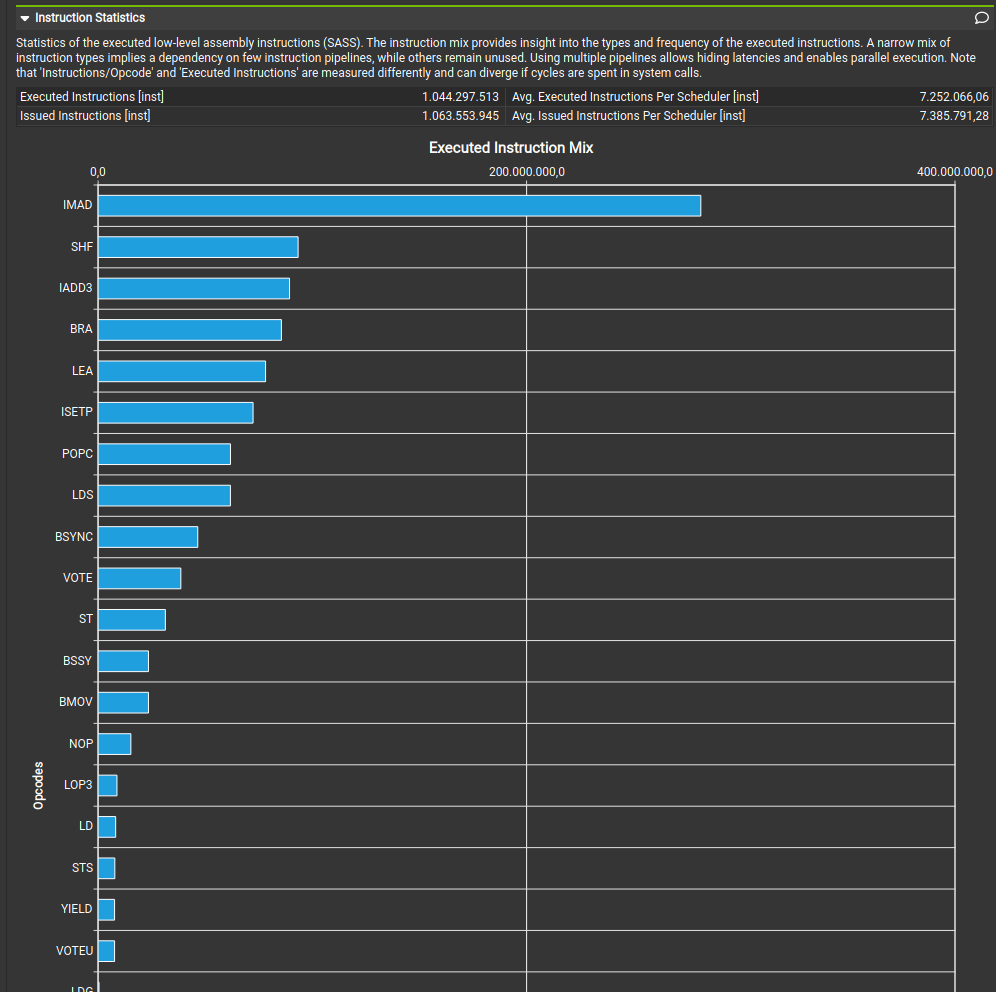 Instruction Statistics
Statistics of the executed low-level assembly instructions (SASS). The instruction mix provides insight into the types and frequency of the executed instructions. A narrow mix of
instruction types implies a dependency on few instruction pipelines, while others remain unused. Using multiple pipelines allows hiding latencies and enables parallel execution. Note
that 'Instructions/Opcode' and 'Executed Instructions' are measured differently and can diverge if cycles are spent in system calls.
Executed Instructions [inst] 1.044.297.513 Avg. Executed Instructions Per Scheduler [inst] 7.252.066,06
Issued Instructions [inst] 1.063.553.945 Avg. Issued Instructions Per Scheduler [inst] 7.385.791,28
Executed Instruction Mix
0,0 200.000.000,0 400.000.000,0
IMAD
SHF
IADD3
BRA
LEA
ISETP
POPC
LDS
BSYNC
VOTE
ST
BSSY
BMOV
NOP
Opcodes
LOP3
LD
STS
YIELD
VOTEU
LDG